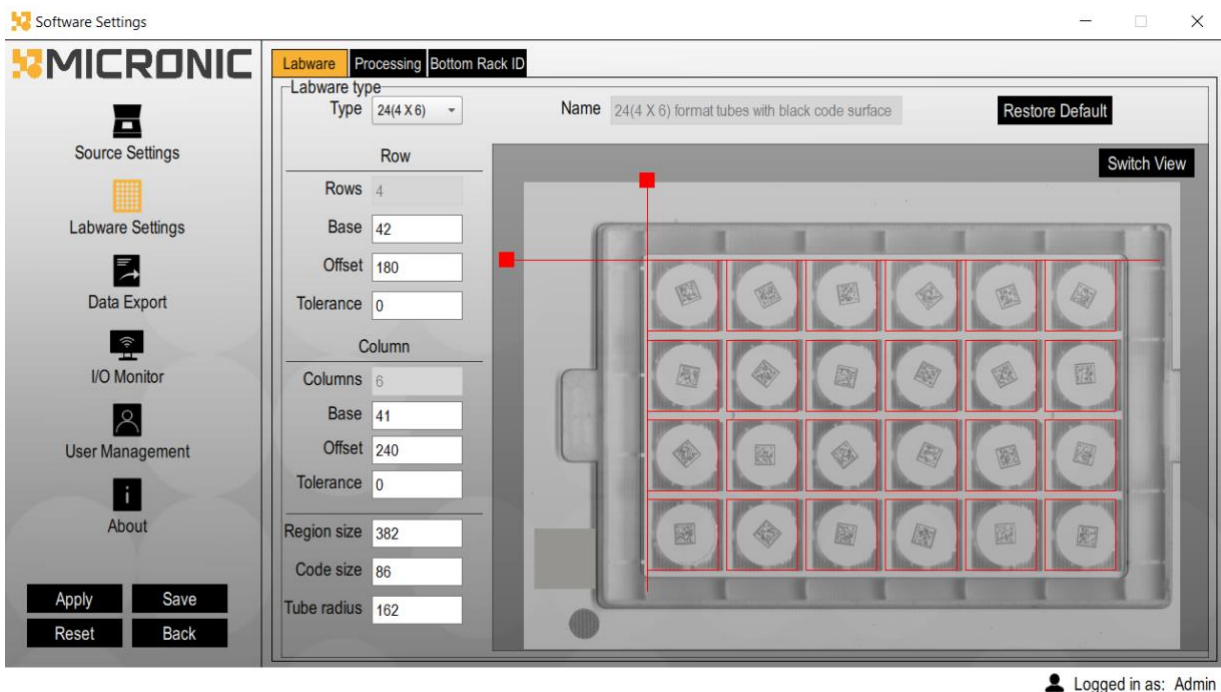 Software Settings
MICRONIC
Source Settings
Labware Settings
Data Export
I/O Monitor
User Management
About
Apply Save
Reset Back
Labware Processing Bottom Rack ID
Labware type
Type 24(4 X 6) Name 24(4 X 6) format tubes with black code surface Restore Default
Switch View
Row
Rows 4
Base 42
Offset 180
Tolerance 0
Column
Columns 6
Base 41
Offset 240
Tolerance 0
Region size 382
Code size 86
Tube radius 162
Logged in as: Admin